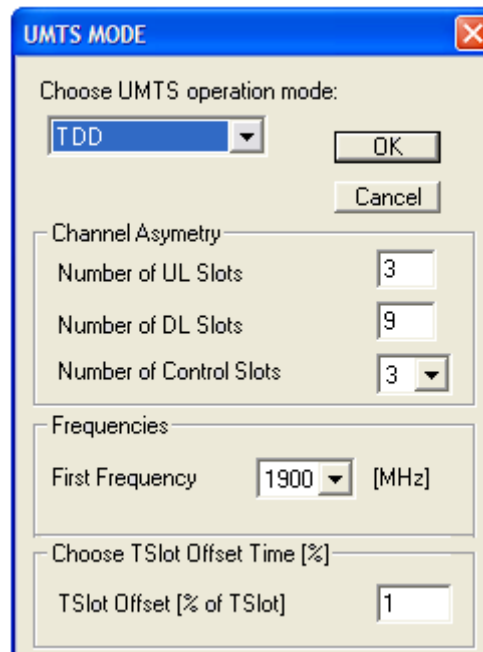 UMTS MODE
Choose UMTS operation mode:
TDD
OK
Cancel
Channel Asymetry
Number of UL Slots 3
Number of DL Slots 9
Number of Control Slots 3
Frequencies
First Frequency 1900 [MHz]
Choose TSlot Offset Time [%]
TSlot Offset [% of TSlot] 1